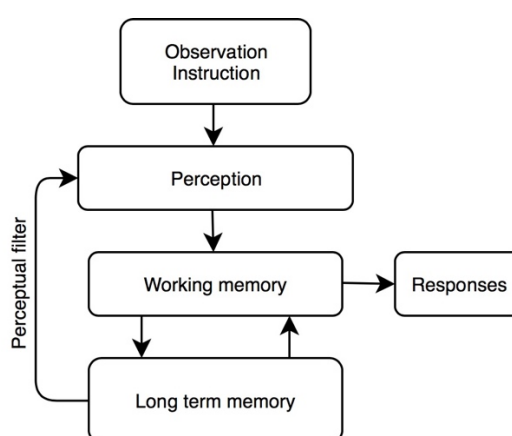 Observation
Instruction
Perception
Perceptual filter
Working memory
Responses
Long term memory